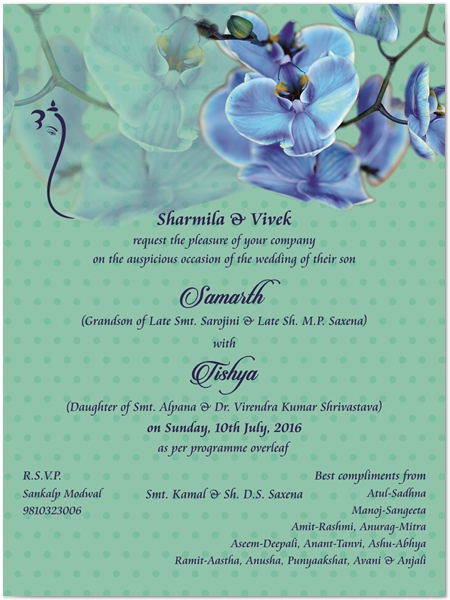 Sharmila & Vivek
request the pleasure of your company
on the auspicious occasion of the wedding of their son
Samarth
(Grandson of Late Smt. Sarojini & Late Sh. M.P. Saxena)
with
Tishya
(Daughter of Smt. Alpana & Dr. Virendra Kumar Shrivastava)
on Sunday, 10th July, 2016
as per programme overleaf
R.S.V.P.
Sankalp Modwal
9810323006
Smt. Kamal & Sh. D.S. Saxena
Best compliments from
Atul-Sadhna
Manoj-Sangeeta
Amit-Rashmi, Anurag-Mitra
Aseem-Deepali, Anant-Tanvi, Ashu-Abhya
Ramit-Aastha, Anusha, Punyaakshat, Avani & Anjali